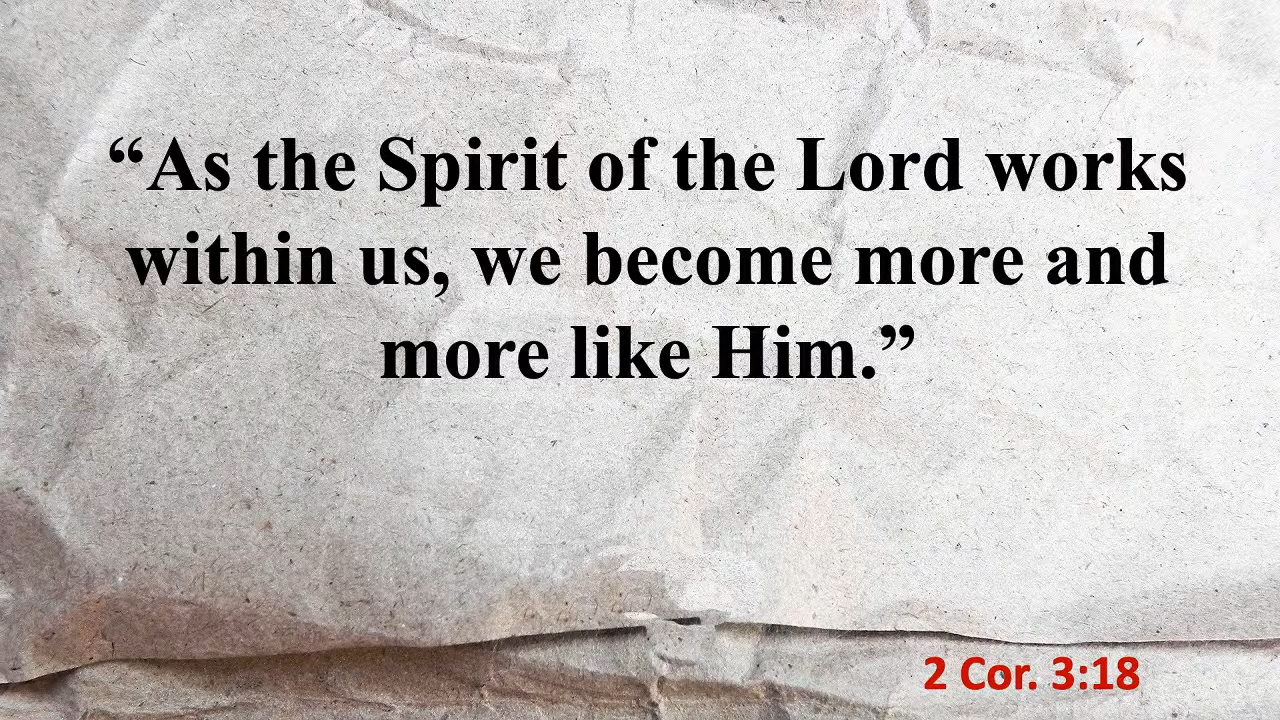 “As the Spirit of the Lord works
within us, we become more and
more like Him.”
2 Cor. 3:18